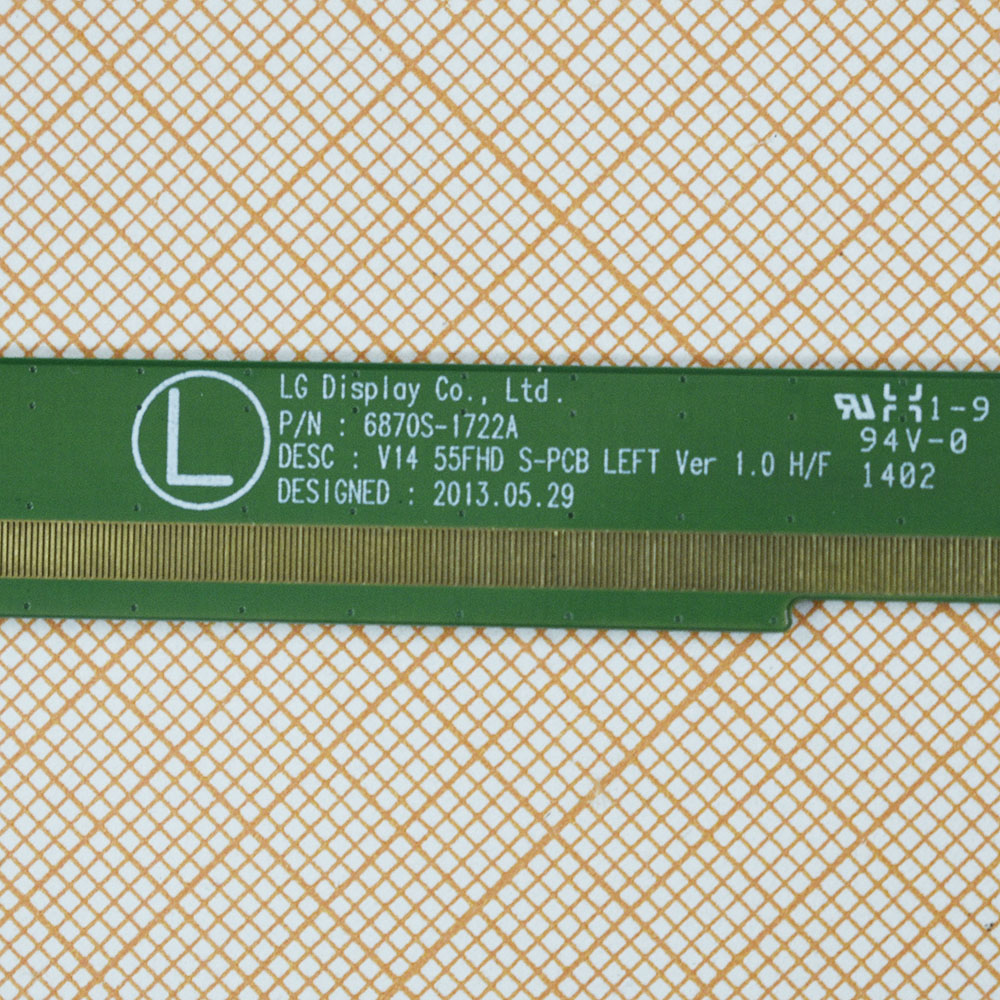 L
LG Display Co., Ltd.
P/N : 6870S-1722A
DESC : V14 55FHD S-PCB LEFT Ver 1.0 H/F
DESIGNED : 2013.05.29
1-9
94V-0
1402